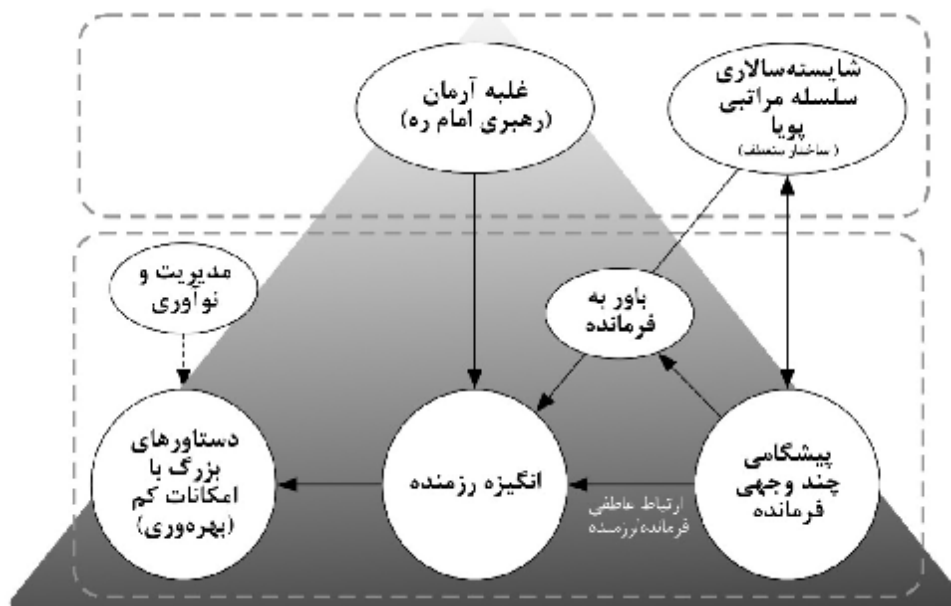 غلبه آرمان
(رهبری امام ره)
شایسته‌سالاری
سلسله مراتبی
پویا
(ساختار منعطف)
مدیریت و
نوآوری
باور به
فرمانده
دستاورهای
بزرگ با
امکانات کم
(بهره‌وری)
انگیزه رزمنده
ارتباط عاطفی
فرمانده/رزمنده
پیشگامی
چند وجهی
فرمانده